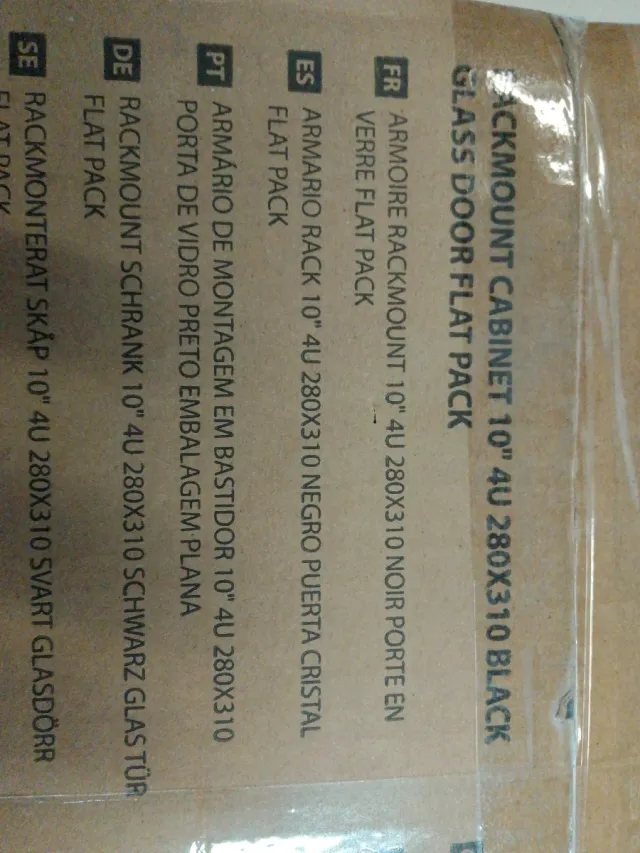 RACKMOUNT CABINET 10" 4U 280X310 BLACK
GLASS DOOR FLAT PACK
FR ARMOIRE RACKMOUNT 10" 4U 280X310 NOIR PORTE EN
VERRE FLAT PACK
ES ARMARIO RACK 10" 4U 280X310 NEGRO PUERTA CRISTAL
FLAT PACK
PT ARMÁRIO DE MONTAGEM EM BASTIDOR 10" 4U 280X310
PORTA DE VIDRO PRETO EMBALAGEM PLANA
DE RACKMOUNT SCHRANK 10" 4U 280X310 SCHWARZ GLAS TÜR
FLAT PACK
SE RACKMONTERAT SKÅP 10" 4U 280X310 SVART GLASDÖRR
FLAT PACK